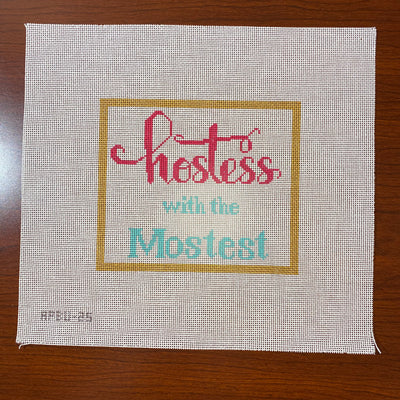 hostess
with the
Mostest
APBU-25